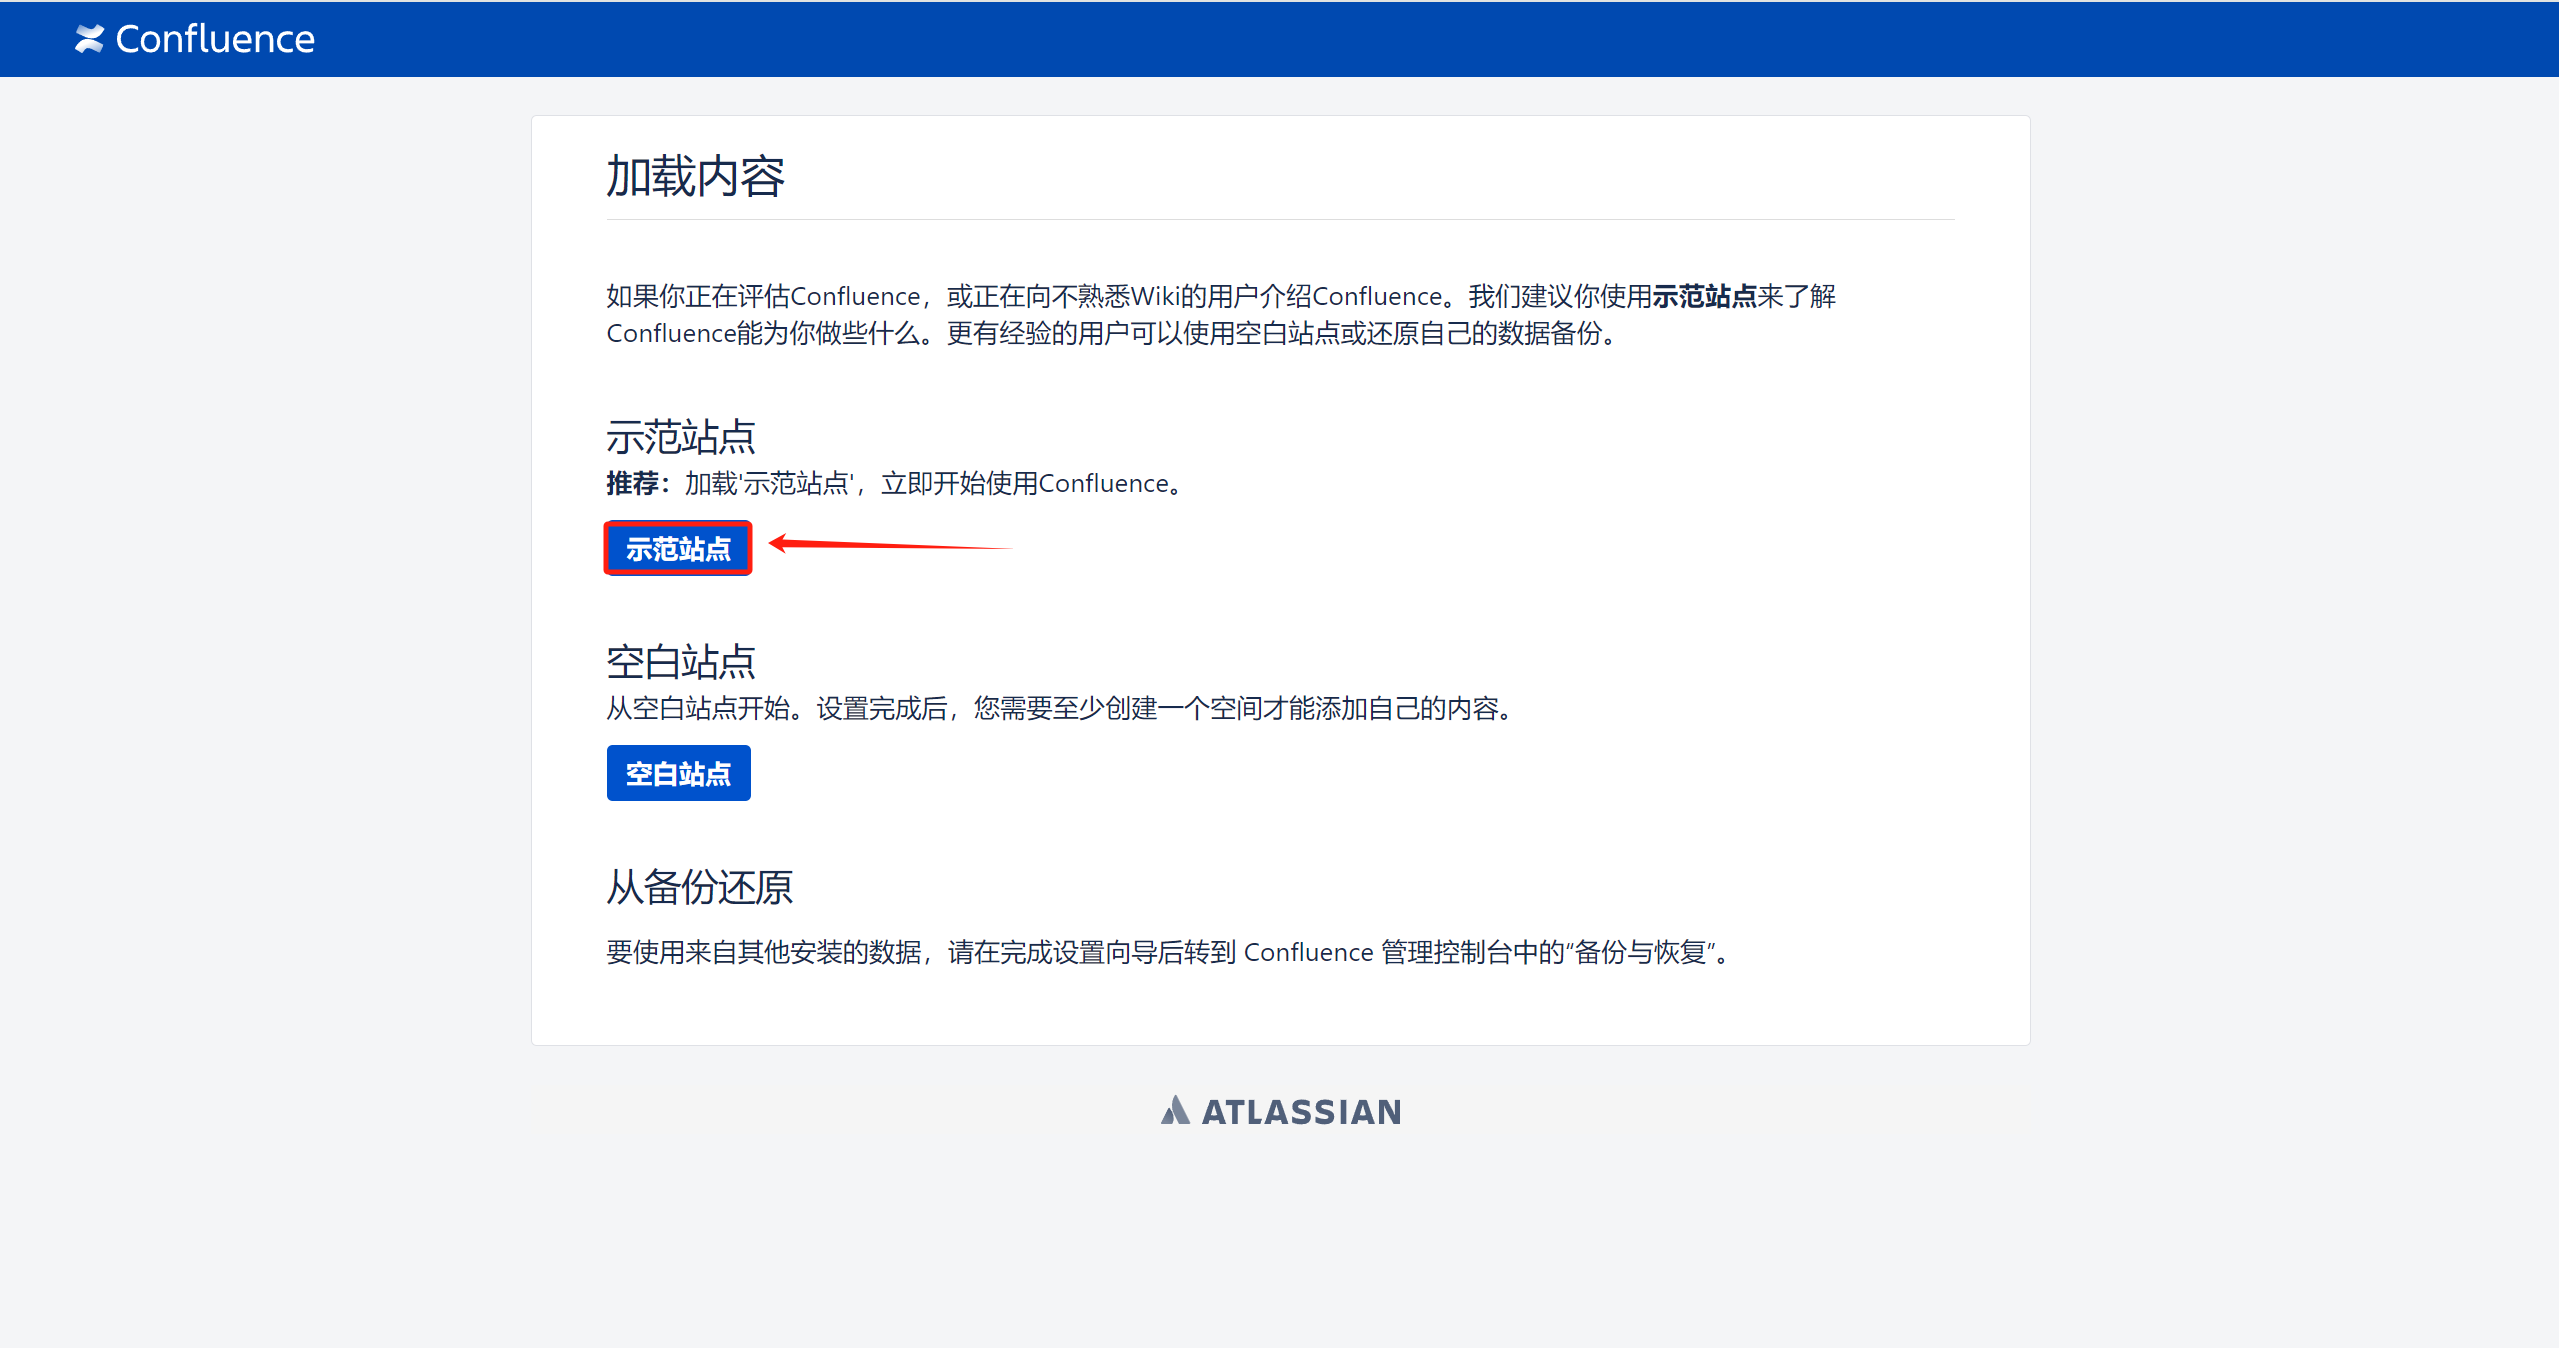 Confluence
加载内容
如果你正在评估Confluence，或正在向不熟悉Wiki的用户介绍Confluence。我们建议你使用示范站点来了解
Confluence能为你做些什么。更有经验的用户可以使用空白站点或还原自己的数据备份。
示范站点
推荐：加载'示范站点'，立即开始使用Confluence。
示范站点
空白站点
从空白站点开始。设置完成后，您需要至少创建一个空间才能添加自己的内容。
空白站点
从备份还原
要使用来自其他安装的数据，请在完成设置向导后转到 Confluence 管理控制台中的“备份与恢复”。
ATLASSIAN